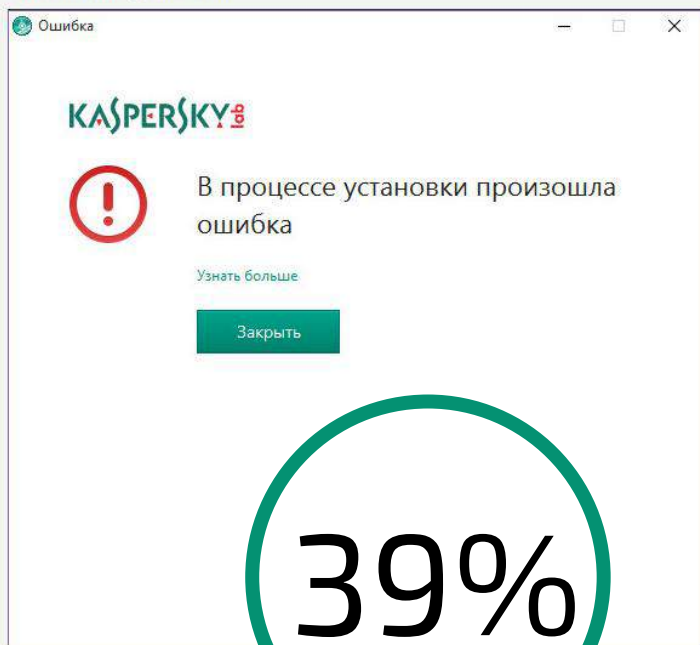 Ошибка
KASPERSKY lab
В процессе установки произошла
ошибка
Узнать больше
Закрыть
39%